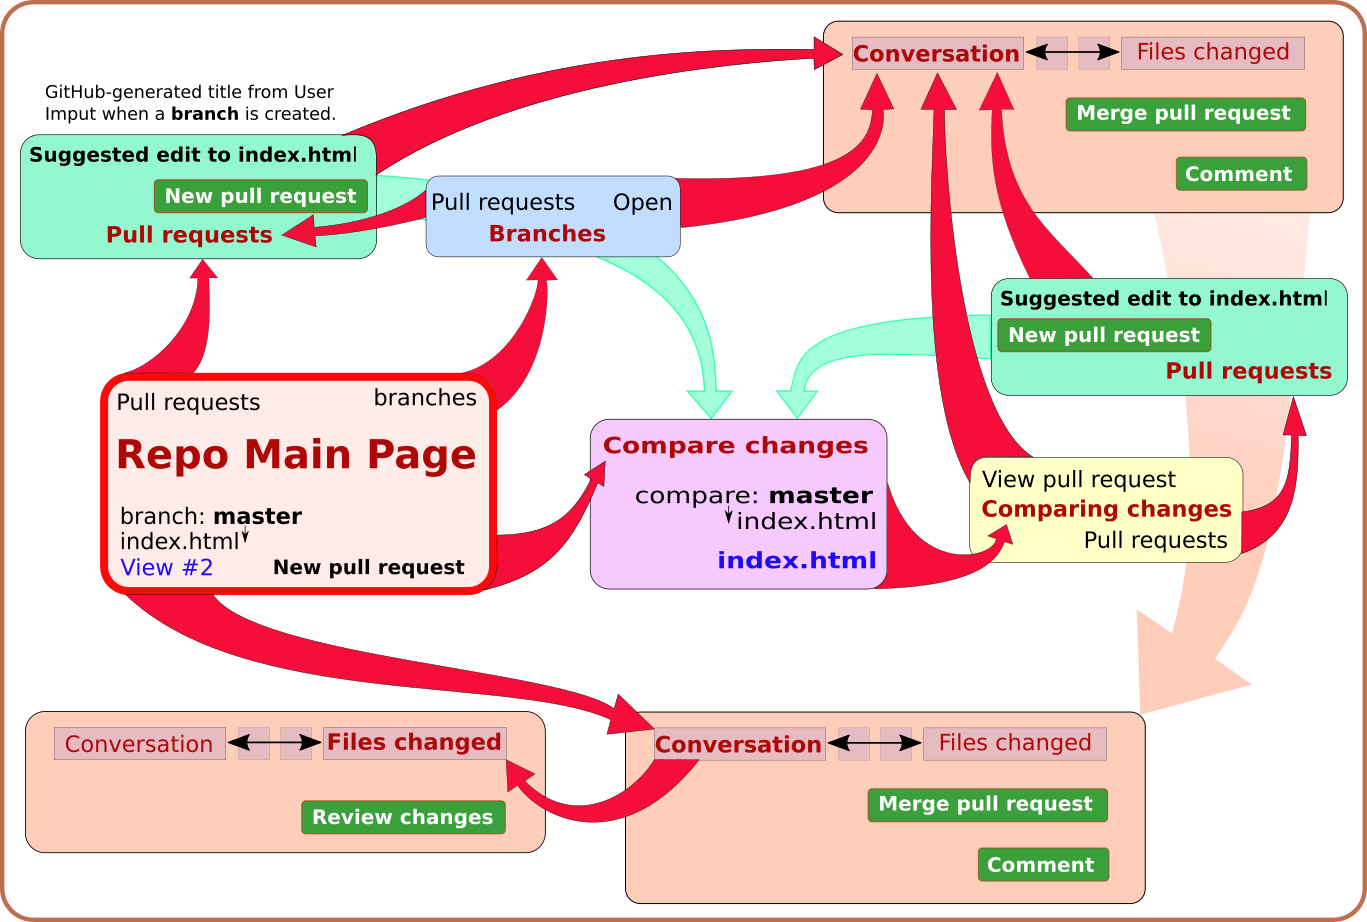 GitHub-generated title from User
Imput when a branch is created.
Suggested edit to index.html
New pull request
Pull requests
Pull requests Open
Branches
Conversation Files changed
Merge pull request
Comment
Suggested edit to index.html
New pull request
Pull requests
Pull requests branches
Repo Main Page
branch: master
index.html
View #2 New pull request
Compare changes
compare: master
index.html
index.html
View pull request
Comparing changes
Pull requests
Conversation Files changed
Review changes
Conversation Files changed
Merge pull request
Comment